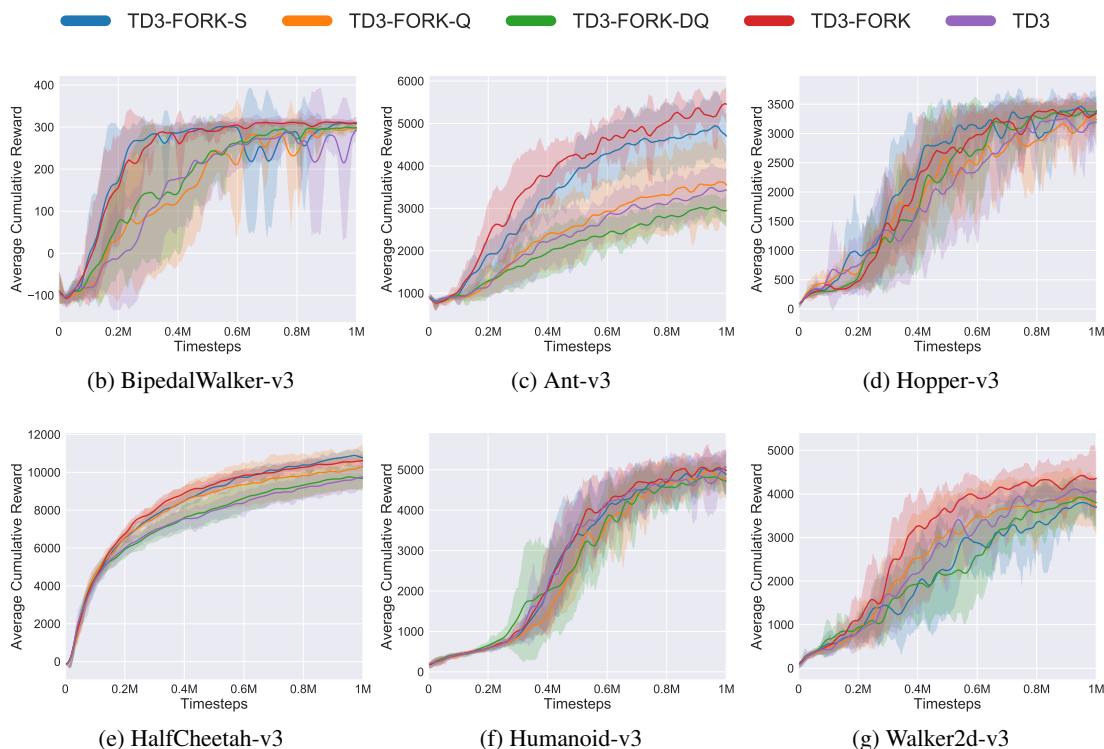 TD3-FORK-S TD3-FORK-Q TD3-FORK-DQ TD3-FORK TD3
Average Cumulative Reward
400
300
200
100
0
−100
0 0.2M 0.4M 0.6M 0.8M 1M
Timesteps
(b) BipedalWalker-v3
Average Cumulative Reward
6000
5000
4000
3000
2000
1000
0 0.2M 0.4M 0.6M 0.8M 1M
Timesteps
(c) Ant-v3
Average Cumulative Reward
3500
3000
2500
2000
1500
1000
500
0
0 0.2M 0.4M 0.6M 0.8M 1M
Timesteps
(d) Hopper-v3
Average Cumulative Reward
12000
10000
8000
6000
4000
2000
0
0 0.2M 0.4M 0.6M 0.8M 1M
Timesteps
(e) HalfCheetah-v3
Average Cumulative Reward
5000
4000
3000
2000
1000
0
0 0.2M 0.4M 0.6M 0.8M 1M
Timesteps
(f) Humanoid-v3
Average Cumulative Reward
5000
4000
3000
2000
1000
0
0 0.2M 0.4M 0.6M 0.8M 1M
Timesteps
(g) Walker2d-v3